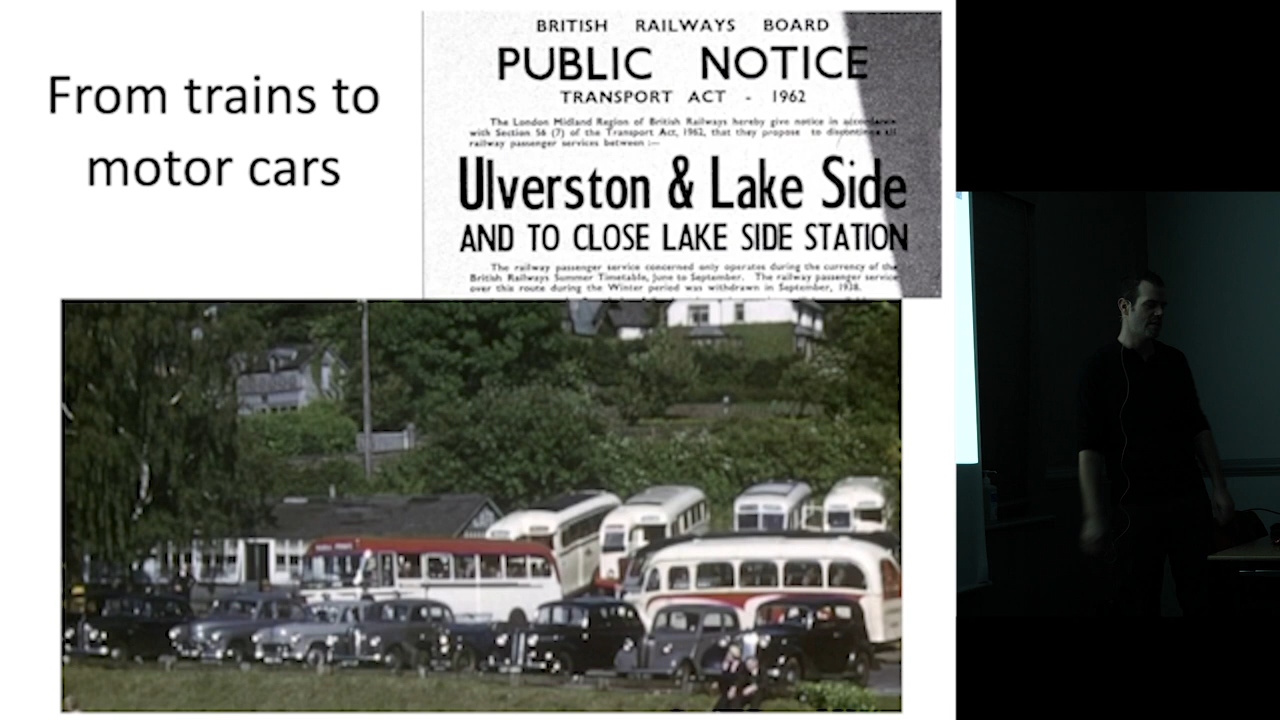 From trains to
motor cars
BRITISH RAILWAYS BOARD
PUBLIC NOTICE
TRANSPORT ACT - 1962
The London Midland Region of British Railways hereby give notice in accordance
with Section 56 (7) of the Transport Act, 1962, that they propose to discontinue all
railway passenger services between :—
Ulverston & Lake Side
AND TO CLOSE LAKE SIDE STATION
The railway passenger service concerned only operates during the currency of the
British Railways Summer Timetable, June to September. The railway passenger service
over this route during the Winter period was withdrawn in September, 1938.